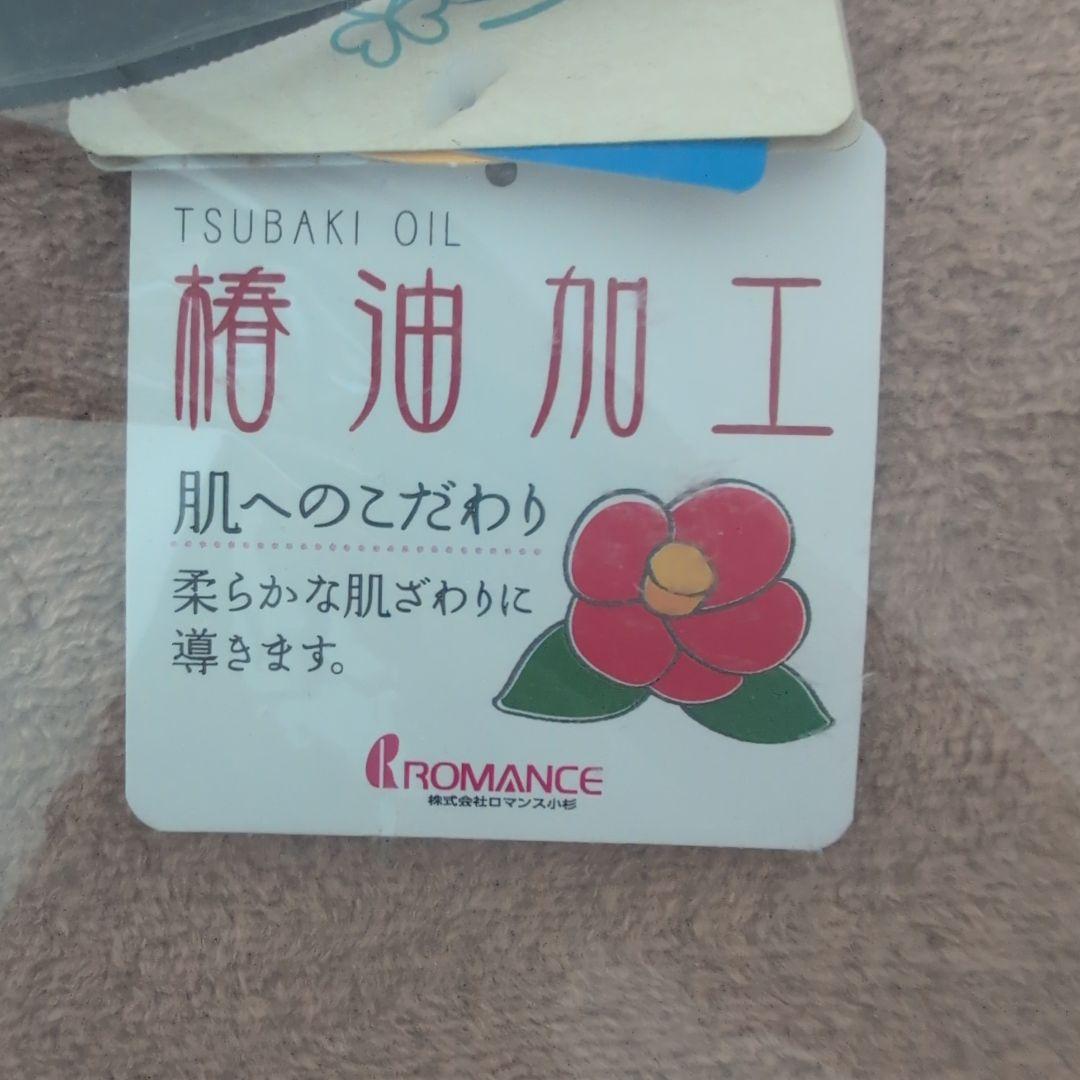 TSUBAKI OIL
椿油加工
肌へのこだわり
柔らかな肌ざわりに
導きます。
ROMANCE
株式会社ロマンス小杉